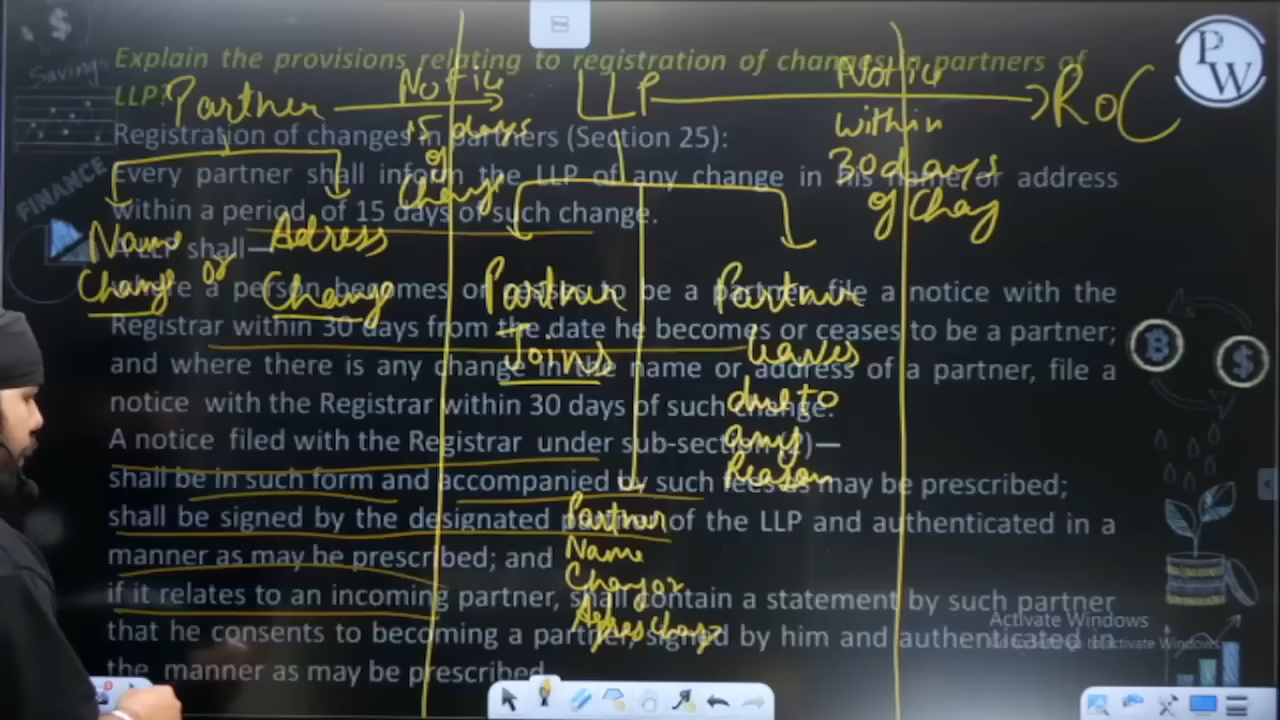 Savings
FINANCE
Explain the provisions relating to registration of changes in partners of
LLP?
Registration of changes in partners (Section 25):
Every partner shall inform the LLP of any change in his name or address
within a period of 15 days of such change.
A LLP shall—
where a person becomes or ceases to be a partner, file a notice with the
Registrar within 30 days from the date he becomes or ceases to be a partner;
and where there is any change in the name or address of a partner, file a
notice with the Registrar within 30 days of such change.
A notice filed with the Registrar under sub-section (2)—
shall be in such form and accompanied by such fees as may be prescribed;
shall be signed by the designated partner of the LLP and authenticated in a
manner as may be prescribed; and
if it relates to an incoming partner, shall contain a statement by such partner
that he consents to becoming a partner, signed by him and authenticated in
the manner as may be prescribed.
Partner
Notic
15 days
of
Change
LLP
Notic
within
30 days
of Chang
RoC
Name
Change
or
Adress
Change
Partner
Joins
Partner
leaves
due to
any
Reason
Partner
Name
Chang or
PW
Activate Windows